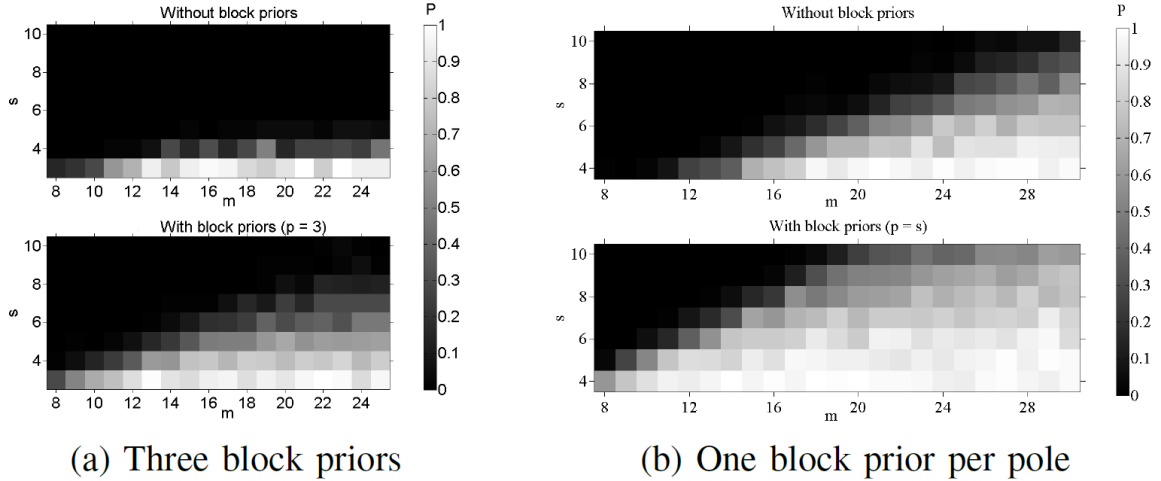 Without block priors
P
10
8
6
4
s
8 10 12 14 16 18 20 22 24
m
1
0.9
0.8
0.7
0.6
0.5
0.4
0.3
0.2
0.1
0
With block priors (p = 3)
10
8
6
4
s
8 10 12 14 16 18 20 22 24
m
(a) Three block priors
Without block priors
P
10
8
6
4
s
8 12 16 20 24 28
m
1
0.9
0.8
0.7
0.6
0.5
0.4
0.3
0.2
0.1
0
With block priors (p = s)
10
8
6
4
s
8 12 16 20 24 28
m
(b) One block prior per pole